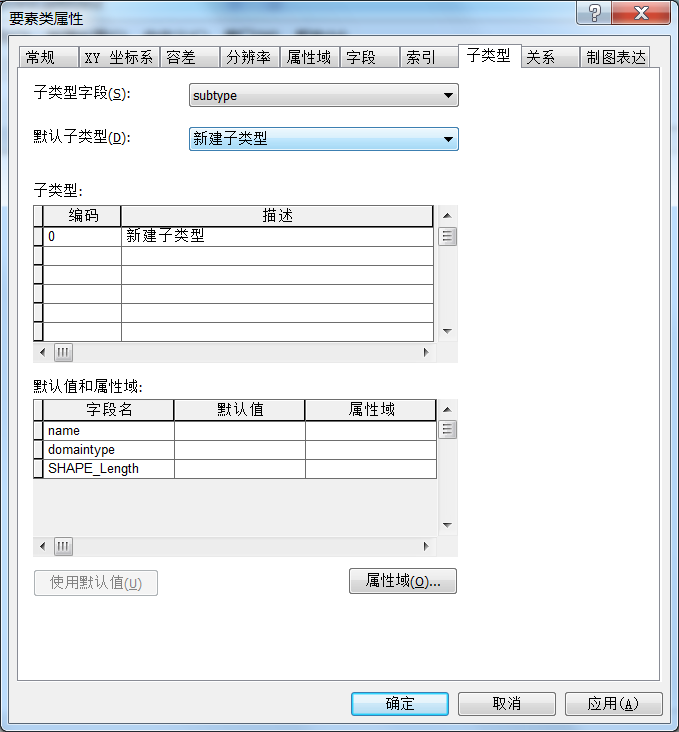 要素类属性
常规 XY 坐标系 容差 分辨率 属性域 字段 索引 子类型 关系 制图表达
子类型字段(S): subtype
默认子类型(D): 新建子类型
子类型:
编码 描述
0 新建子类型
默认值和属性域:
字段名 默认值 属性域
name
domaintype
SHAPE_Length
使用默认值(U) 属性域(O)...
确定 取消 应用(A)